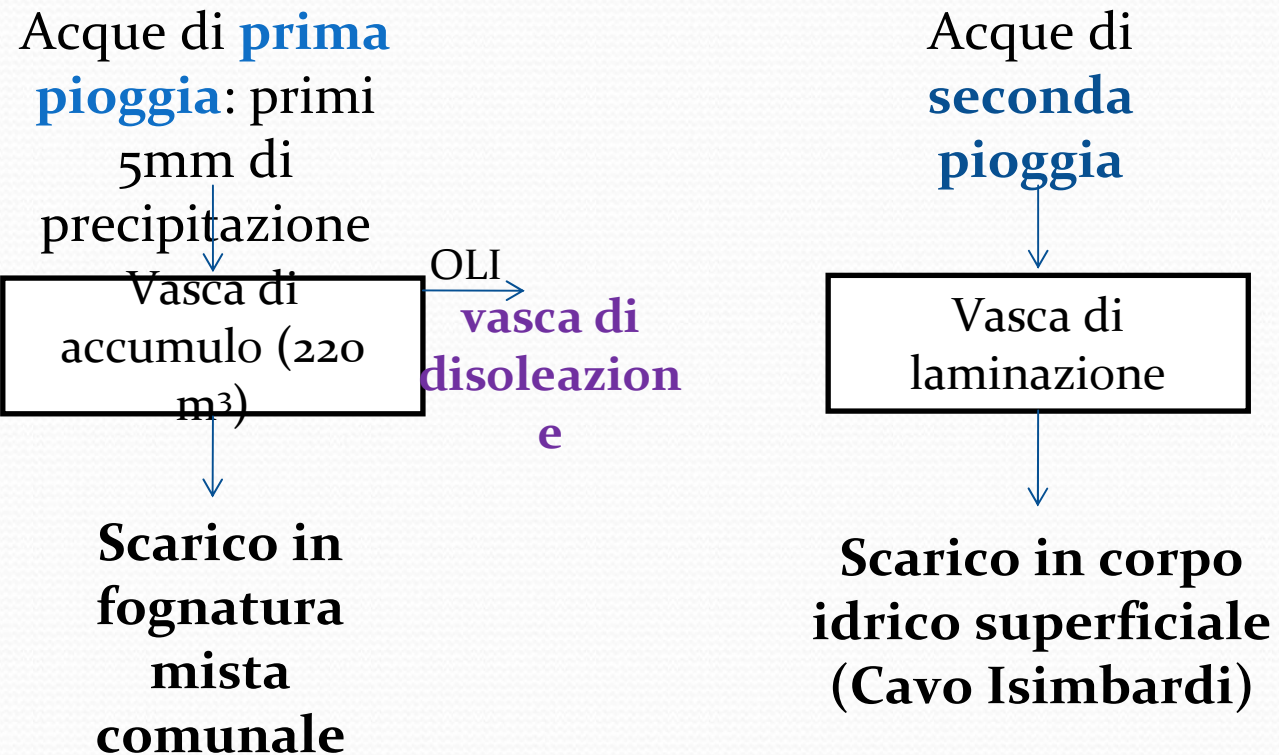 Acque di prima
pioggia: primi
5mm di
precipitazione
Vasca di
accumulo (220
m³)
OLI
vasca di
disoleazion
e
Scarico in
fognatura
mista
comunale
Acque di
seconda
pioggia
Vasca di
laminazione
Scarico in corpo
idrico superficiale
(Cavo Isimbardi)